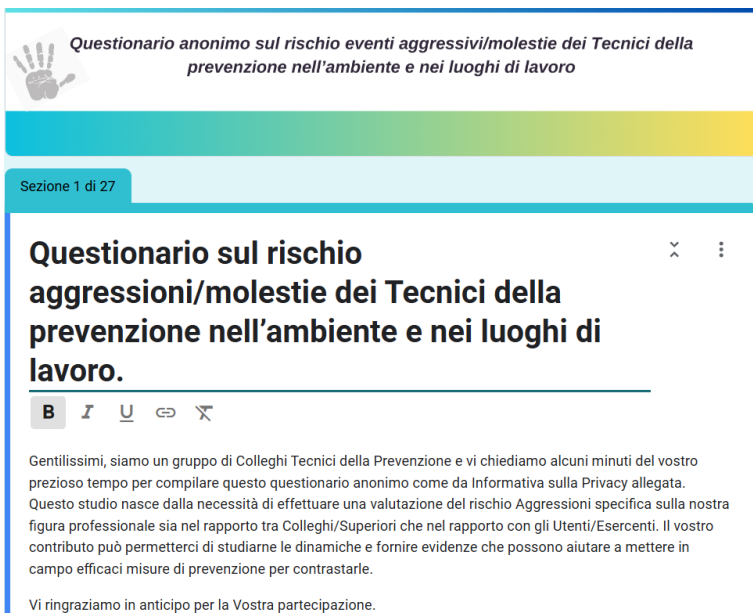 Questionario anonimo sul rischio eventi aggressivi/molestie dei Tecnici della
prevenzione nell'ambiente e nei luoghi di lavoro
Sezione 1 di 27
Questionario sul rischio
aggressioni/molestie dei Tecnici della
prevenzione nell'ambiente e nei luoghi di
lavoro.
B I U
Gentilissimi, siamo un gruppo di Colleghi Tecnici della Prevenzione e vi chiediamo alcuni minuti del vostro
prezioso tempo per compilare questo questionario anonimo come da Informativa sulla Privacy allegata.
Questo studio nasce dalla necessità di effettuare una valutazione del rischio Aggressioni specifica sulla nostra
figura professionale sia nel rapporto tra Colleghi/Superiori che nel rapporto con gli Utenti/Esercenti. Il vostro
contributo può permetterci di studiarne le dinamiche e fornire evidenze che possono aiutare a mettere in
campo efficaci misure di prevenzione per contrastarle.
Vi ringraziamo in anticipo per la Vostra partecipazione.